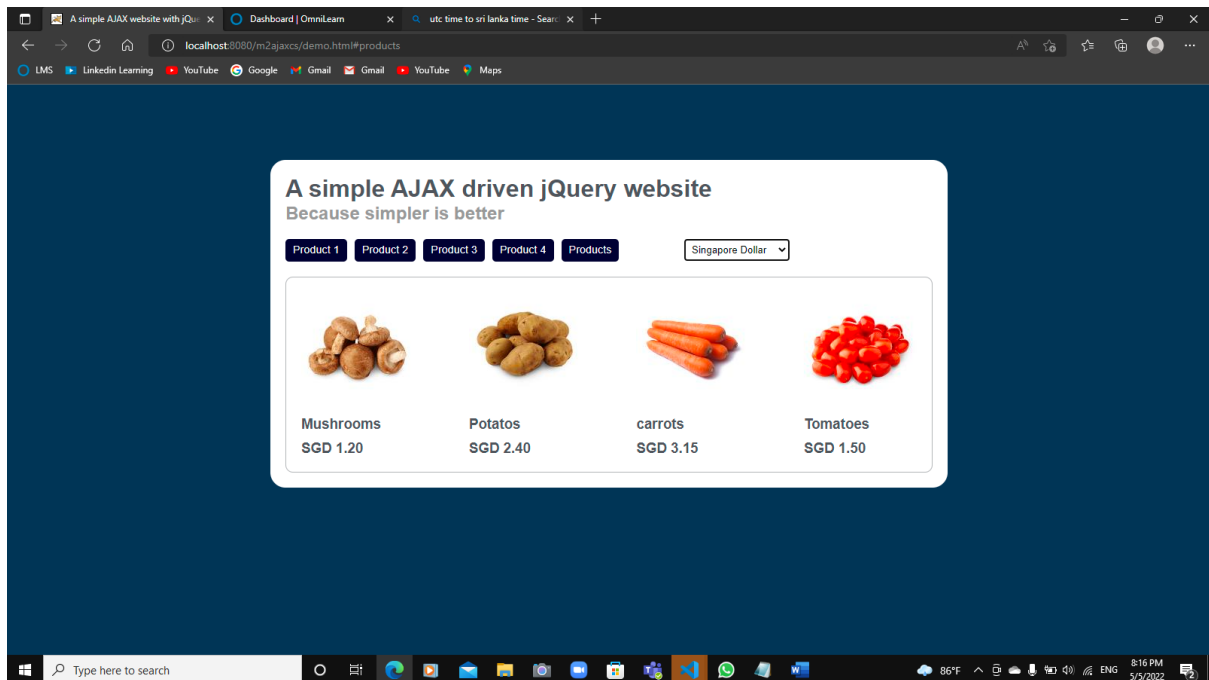 A simple AJAX website with jQue
Dashboard | OmniLearn
utc time to sri lanka time - Searc
localhost:8080/m2ajaxcs/demo.html#products
LMS
Linkedin Learning
YouTube
Google
Gmail
Gmail
YouTube
Maps
A simple AJAX driven jQuery website
Because simpler is better
Product 1
Product 2
Product 3
Product 4
Products
Singapore Dollar
Mushrooms
Potatos
carrots
Tomatoes
SGD 1.20
SGD 2.40
SGD 3.15
SGD 1.50
Type here to search
86°F
ENG
8:16 PM
5/5/2022